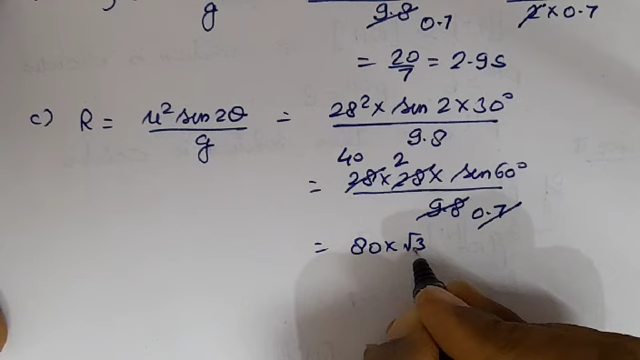 g 9.8 0.7 2 x 0.7
= 20/7 = 2.9s
c) R = u² sin 2θ / g = 28² x sin 2 x 30° / 9.8
40 2
= 28 x 28 x sin 60° / 9.8 0.7
= 80 x √3